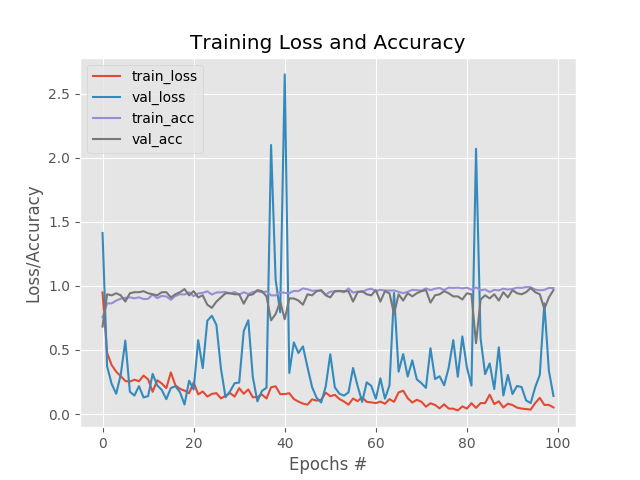 Training Loss and Accuracy
train_loss
val_loss
train_acc
val_acc
2.5
2.0
1.5
1.0
0.5
0.0
Loss/Accuracy
0 20 40 60 80 100
Epochs #